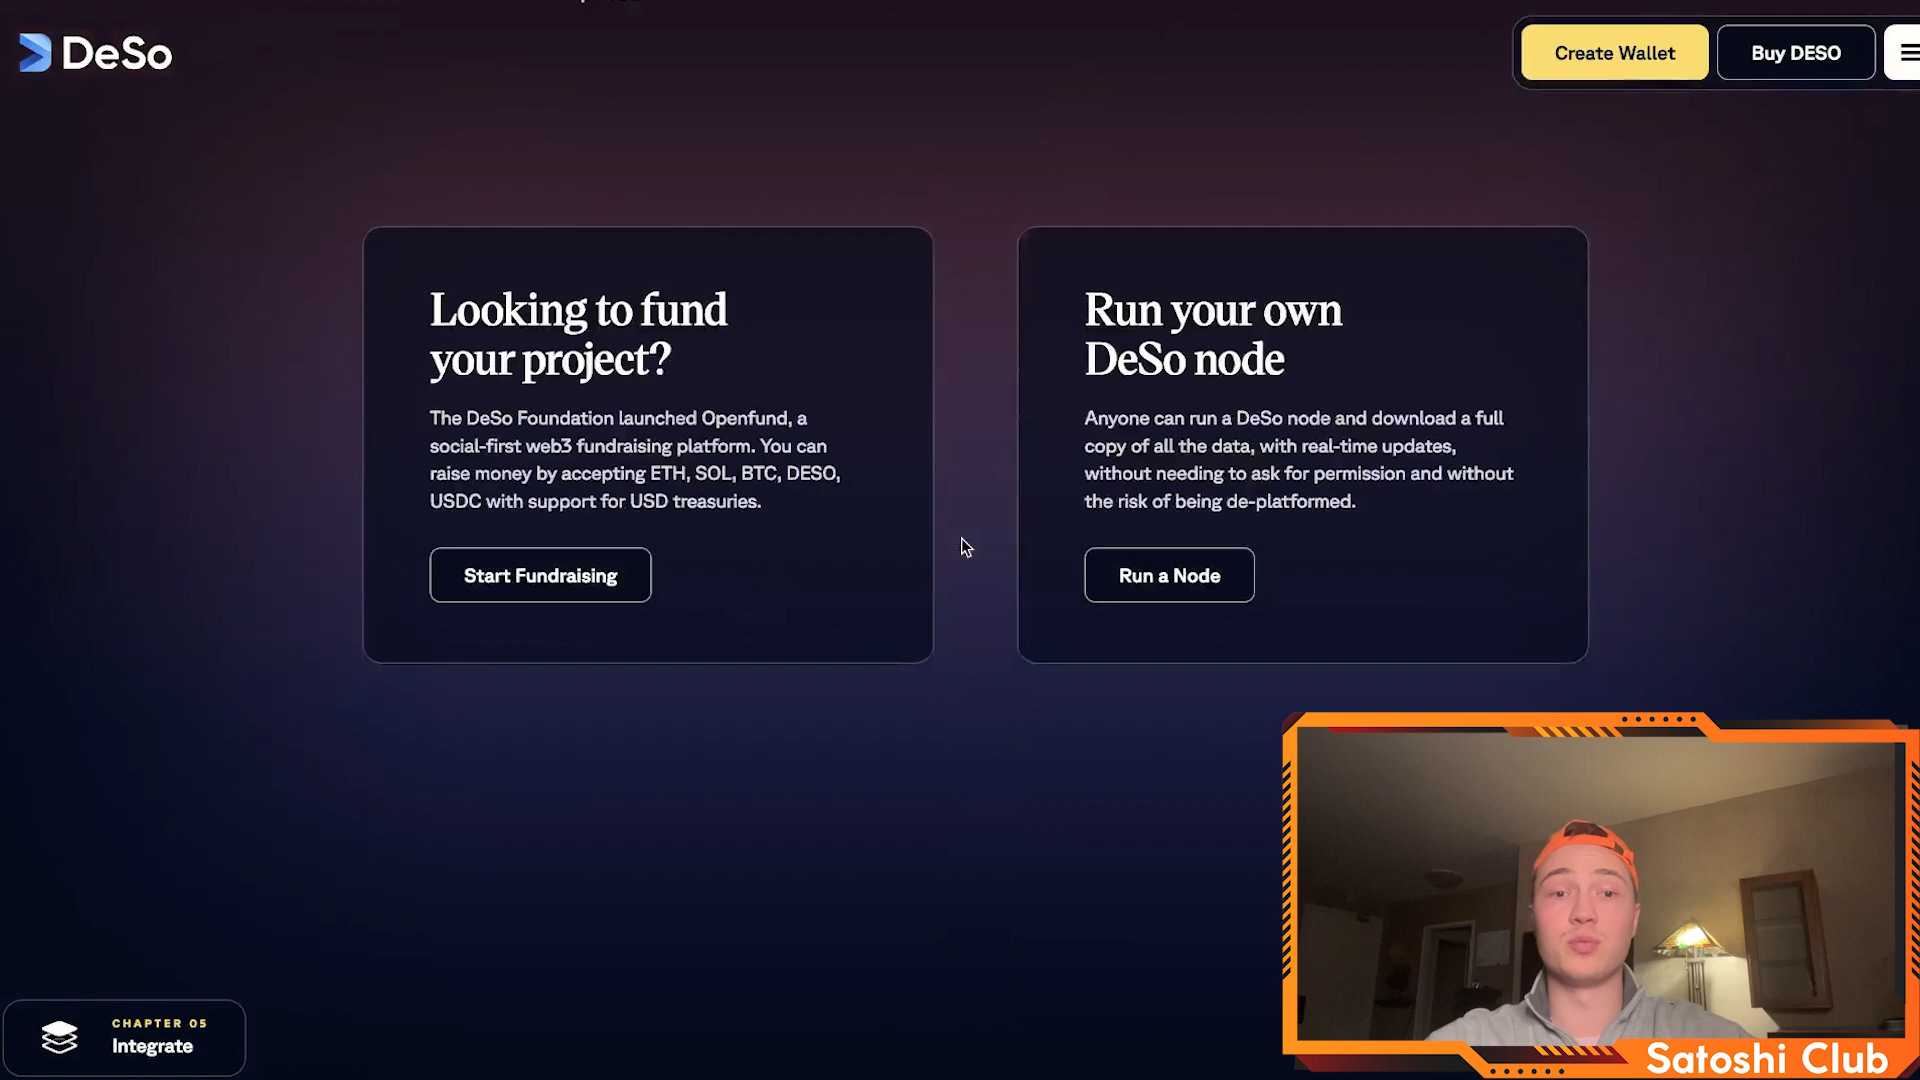 DeSo
Create Wallet
Buy DESO
Looking to fund
your project?
The DeSo Foundation launched Openfund, a
social-first web3 fundraising platform. You can
raise money by accepting ETH, SOL, BTC, DESO,
USDC with support for USD treasuries.
Start Fundraising
Run your own
DeSo node
Anyone can run a DeSo node and download a full
copy of all the data, with real-time updates,
without needing to ask for permission and without
the risk of being de-platformed.
Run a Node
CHAPTER 05
Integrate
Satoshi Club